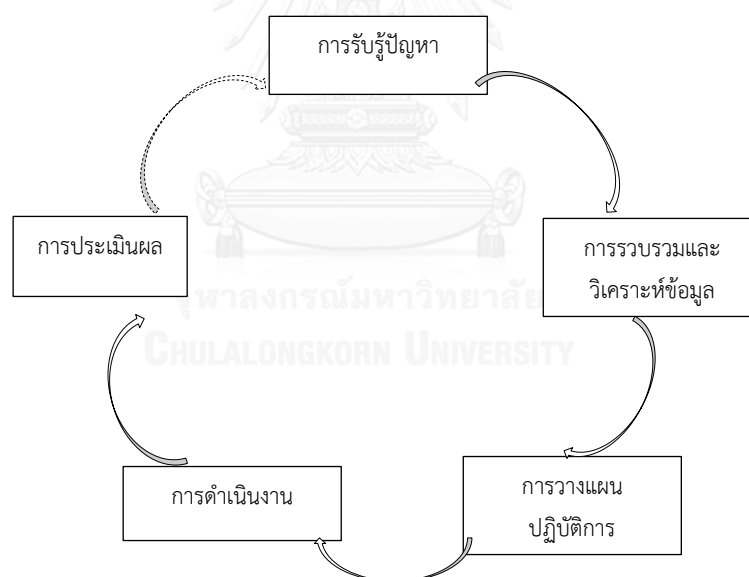 การรับรู้ปัญหา
การประเมินผล
การรวบรวมและ
วิเคราะห์ข้อมูล
จุฬาลงกรณ์มหาวิทยาลัย
CHULALONGKORN UNIVERSITY
การดำเนินงาน
การวางแผน
ปฏิบัติการ